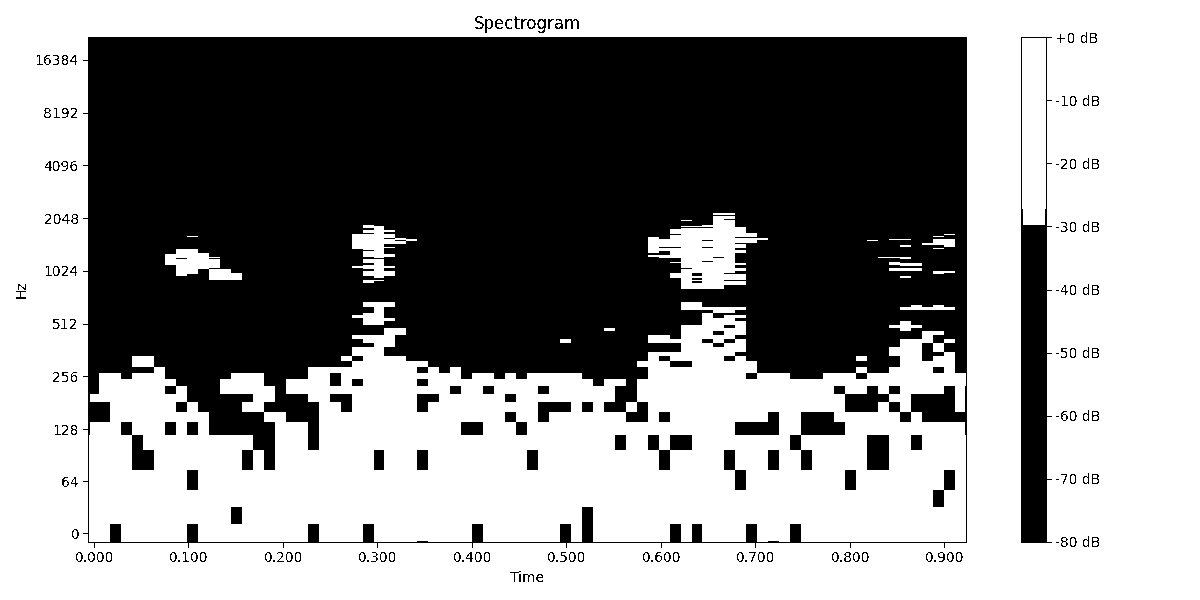 Spectrogram
16384
8192
4096
2048
1024
512
256
128
64
0
Hz
0.000 0.100 0.200 0.300 0.400 0.500 0.600 0.700 0.800 0.900
Time
+0 dB
-10 dB
-20 dB
-30 dB
-40 dB
-50 dB
-60 dB
-70 dB
-80 dB